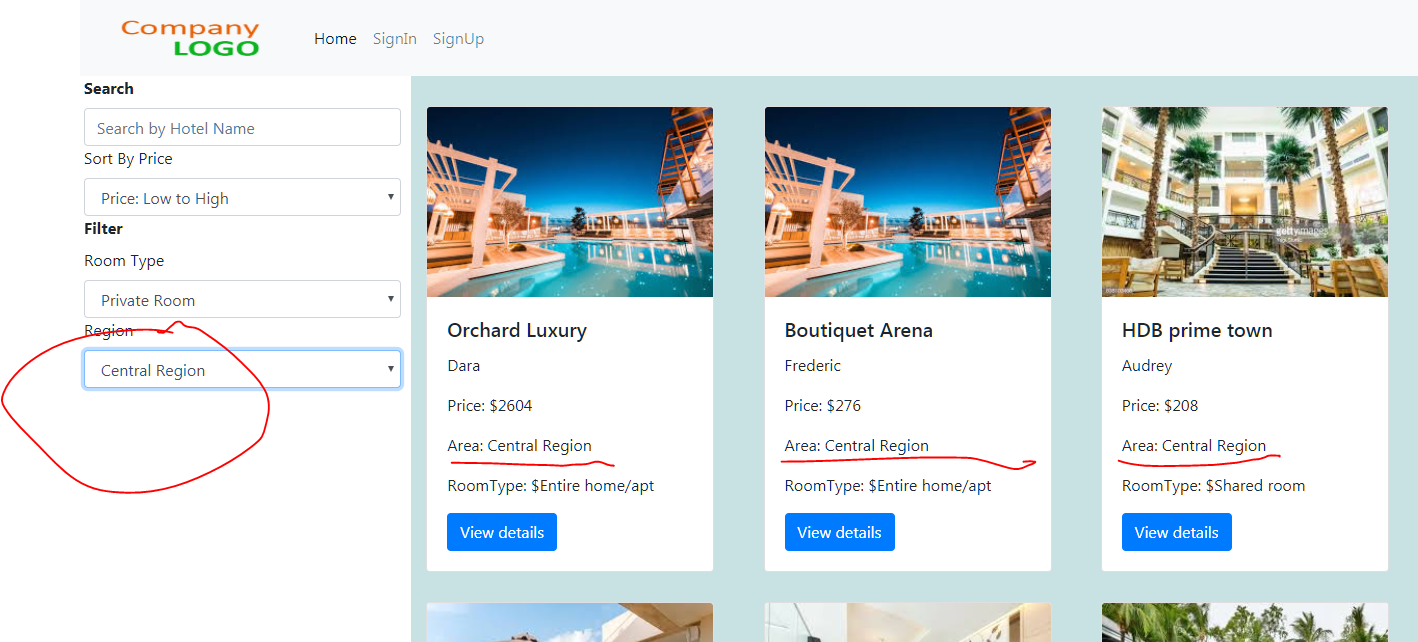 Company
LOGO
Home SignIn SignUp
Search
Search by Hotel Name
Sort By Price
Price: Low to High
Filter
Room Type
Private Room
Region
Central Region
Orchard Luxury
Dara
Price: $2604
Area: Central Region
RoomType: $Entire home/apt
View details
Boutiquet Arena
Frederic
Price: $276
Area: Central Region
RoomType: $Entire home/apt
View details
gettyimages
HDB prime town
Audrey
Price: $208
Area: Central Region
RoomType: $Shared room
View details